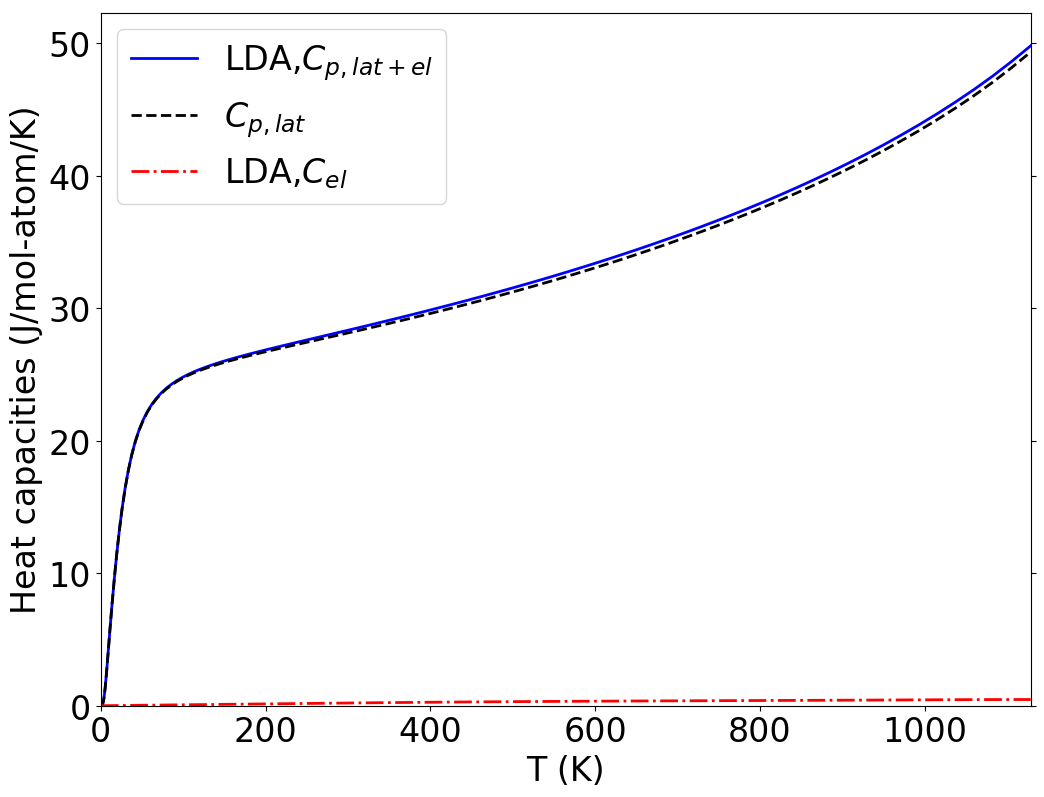 50
40
30
20
10
0
Heat capacities (J/mol-atom/K)
LDA,C_{p,lat+el}
C_{p,lat}
LDA,C_{el}
0 200 400 600 800 1000
T (K)